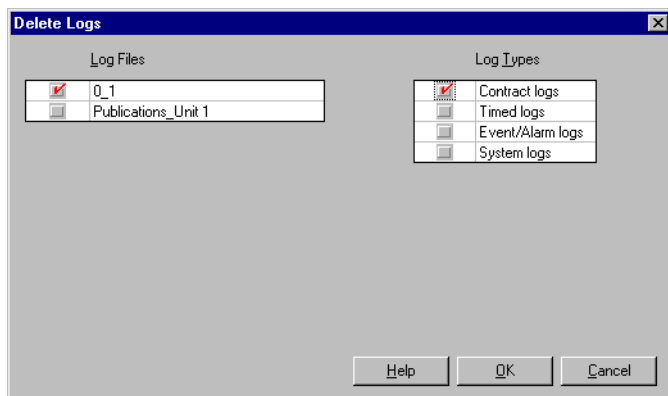 Delete Logs
Log Files
0_1
Publications_Unit 1
Log Types
Contract logs
Timed logs
Event/Alarm logs
System logs
Help
OK
Cancel